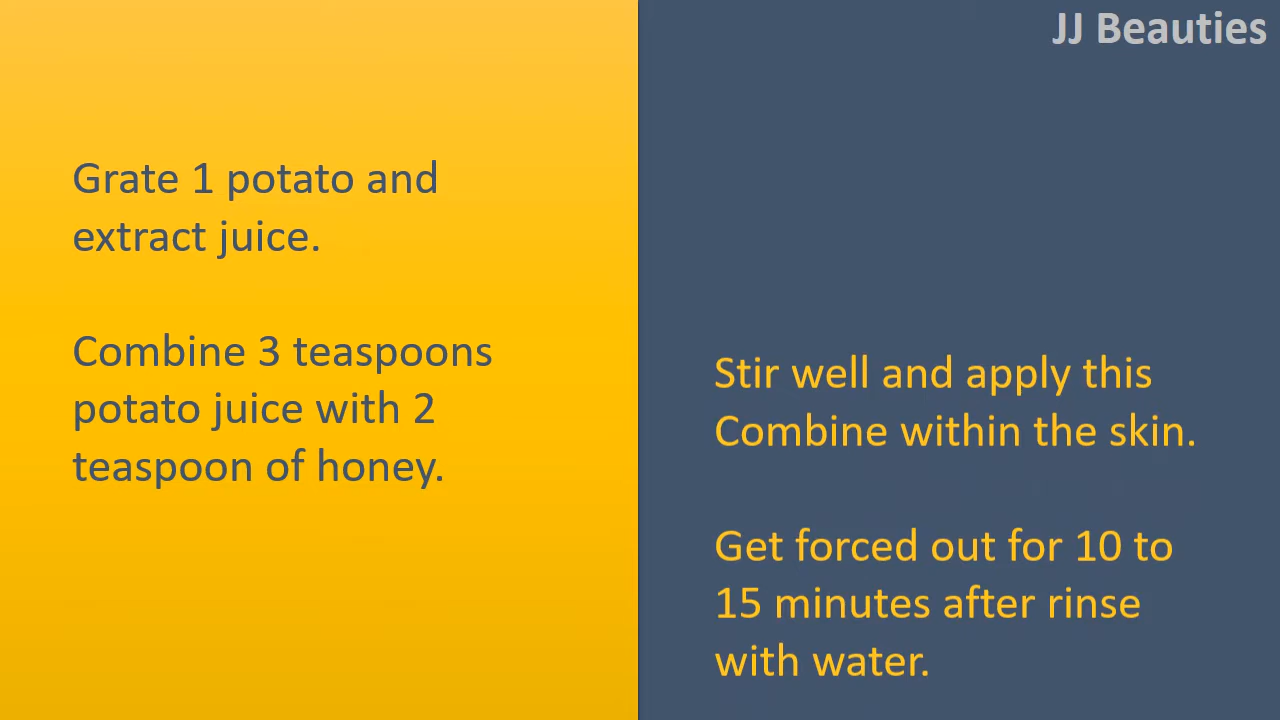 JJ Beauties
Grate 1 potato and
extract juice.
Combine 3 teaspoons
potato juice with 2
teaspoon of honey.
Stir well and apply this
Combine within the skin.
Get forced out for 10 to
15 minutes after rinse
with water.